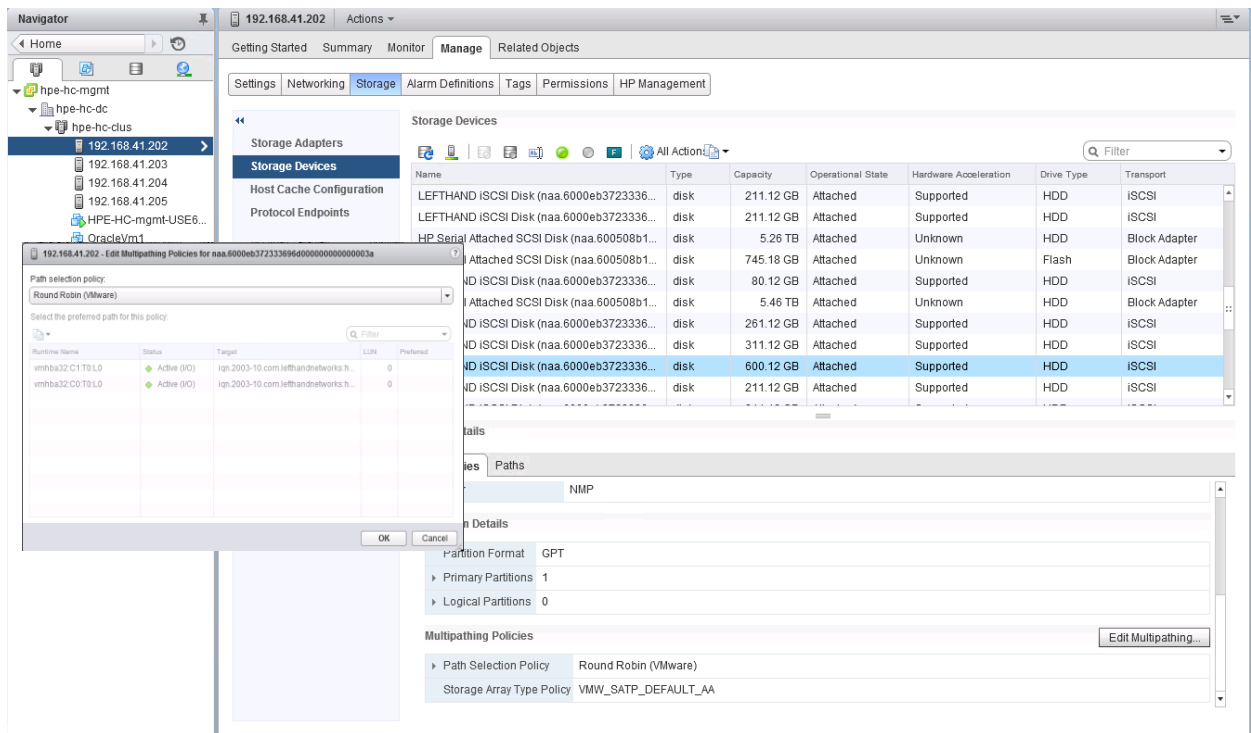 Navigator
192.168.41.202 Actions
Home
Getting Started Summary Monitor Manage Related Objects
Settings Networking Storage Alarm Definitions Tags Permissions HP Management
hpe-hc-mgmt
hpe-hc-dc
hpe-hc-clus
192.168.41.202
192.168.41.203
192.168.41.204
192.168.41.205
HPE-HC-mgmt-USE6...
OracleVm1
Storage Adapters
Storage Devices
Host Cache Configuration
Protocol Endpoints
Storage Devices
All Actions
Filter
Name Type Capacity Operational State Hardware Acceleration Drive Type Transport
LEFTHAND iSCSI Disk (naa.6000eb3723336... disk 211.12 GB Attached Supported HDD iSCSI
LEFTHAND iSCSI Disk (naa.6000eb3723336... disk 211.12 GB Attached Supported HDD iSCSI
HP Serial Attached SCSI Disk (naa.600508b1... disk 5.26 TB Attached Unknown HDD Block Adapter
l Attached SCSI Disk (naa.600508b1... disk 745.18 GB Attached Unknown Flash Block Adapter
ND iSCSI Disk (naa.6000eb3723336... disk 80.12 GB Attached Supported HDD iSCSI
l Attached SCSI Disk (naa.600508b1... disk 5.46 TB Attached Unknown HDD Block Adapter
ND iSCSI Disk (naa.6000eb3723336... disk 261.12 GB Attached Supported HDD iSCSI
ND iSCSI Disk (naa.6000eb3723336... disk 311.12 GB Attached Supported HDD iSCSI
ND iSCSI Disk (naa.6000eb3723336... disk 600.12 GB Attached Supported HDD iSCSI
ND iSCSI Disk (naa.6000eb3723336... disk 211.12 GB Attached Supported HDD iSCSI
192.168.41.202 - Edit Multipathing Policies for naa.6000eb372333696d000000000000003a
Path selection policy:
Round Robin (VMware)
Select the preferred path for this policy:
Filter
Runtime Name Status Target LUN Preferred
vmhba32:C1:T0:L0 Active (I/O) iqn.2003-10.com.lefthandnetworks:h... 0
vmhba32:C0:T0:L0 Active (I/O) iqn.2003-10.com.lefthandnetworks:h... 0
OK Cancel
tails
ies Paths
NMP
n Details
Partition Format GPT
Primary Partitions 1
Logical Partitions 0
Multipathing Policies
Edit Multipathing...
Path Selection Policy Round Robin (VMware)
Storage Array Type Policy VMW_SATP_DEFAULT_AA